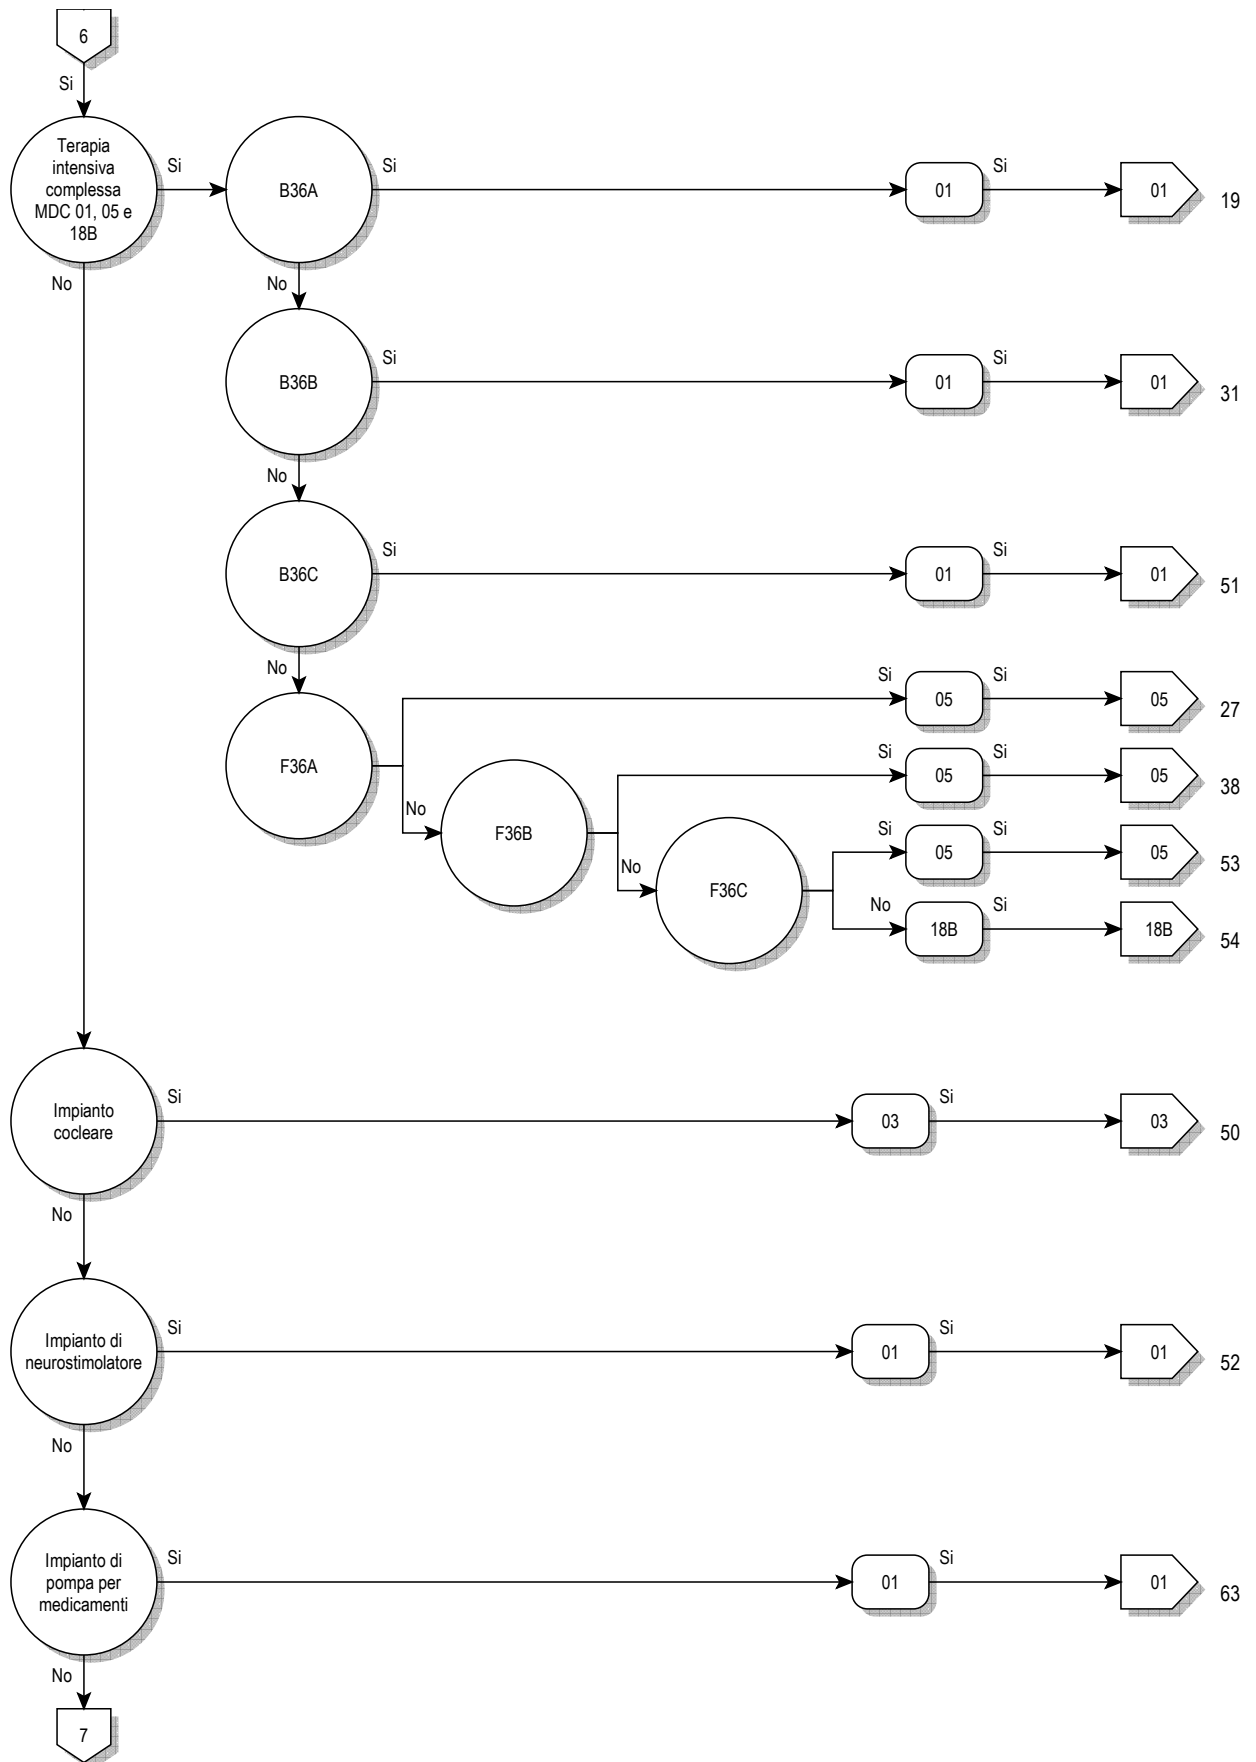 6
Si
Terapia
intensiva
complessa
MDC 01, 05 e
18B
Si
B36A
Si
01
Si
01
19
No
No
B36B
Si
01
Si
01
31
No
B36C
Si
01
Si
01
51
No
F36A
Si
05
Si
05
27
No
F36B
Si
05
Si
05
38
No
F36C
Si
05
Si
05
53
No
18B
Si
18B
54
Impianto
cocleare
Si
03
Si
03
50
No
Impianto di
neurostimolatore
Si
01
Si
01
52
No
Impianto di
pompa per
medicamenti
Si
01
Si
01
63
No
7